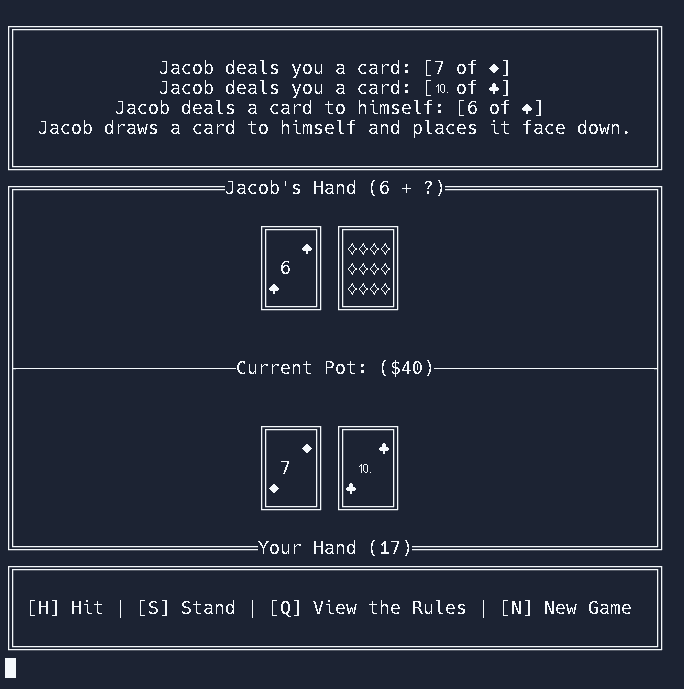 Jacob deals you a card: [7 of ♦]
Jacob deals you a card: [10. of ♣]
Jacob deals a card to himself: [6 of ♠]
Jacob draws a card to himself and places it face down.
Jacob's Hand (6 + ?)
♠ ◊◊◊◊
6 ◊◊◊◊
♠ ◊◊◊◊
Current Pot: ($40)
♦ ♣
7 10.
♦ ♣
Your Hand (17)
[H] Hit | [S] Stand | [Q] View the Rules | [N] New Game